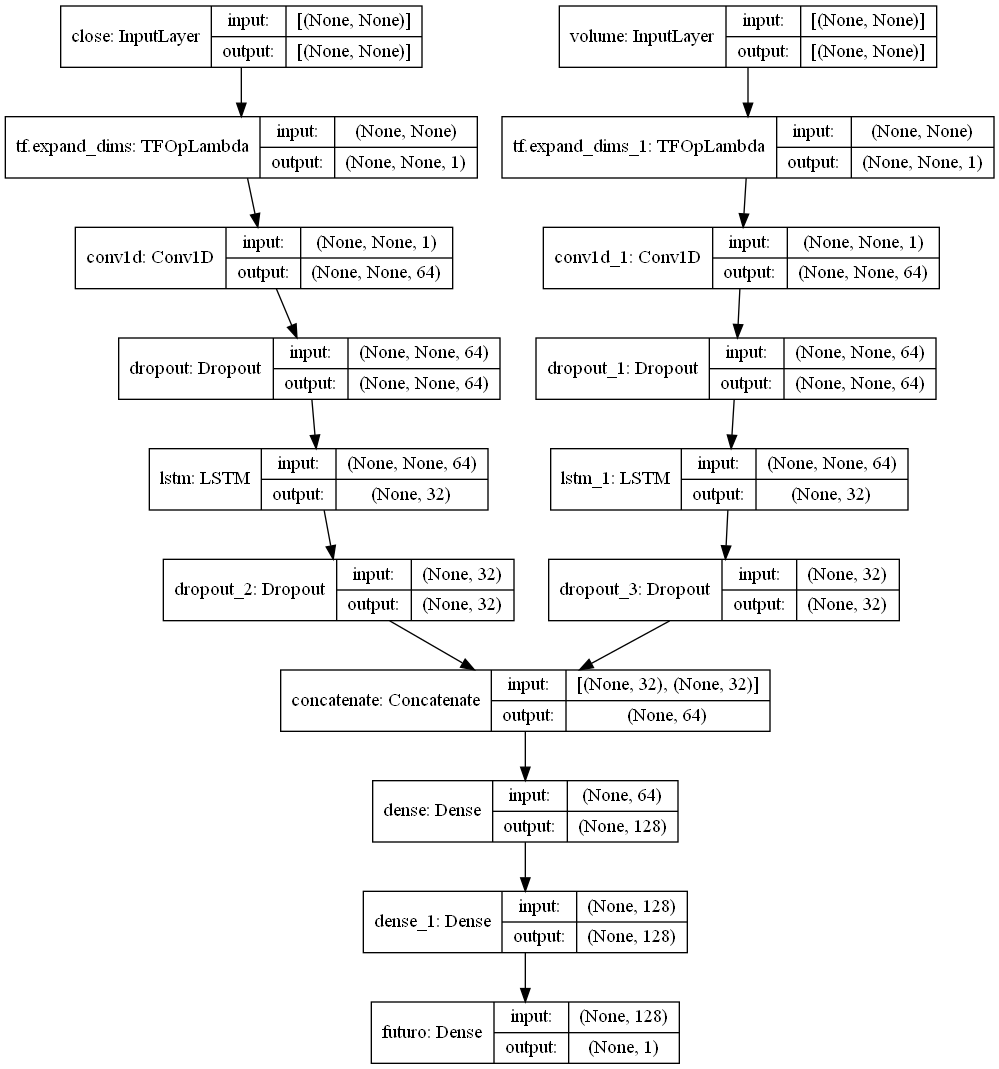 close: InputLayer
input:
[(None, None)]
output:
[(None, None)]
volume: InputLayer
input:
[(None, None)]
output:
[(None, None)]
tf.expand_dims: TFOpLambda
input:
(None, None)
output:
(None, None, 1)
tf.expand_dims_1: TFOpLambda
input:
(None, None)
output:
(None, None, 1)
conv1d: Conv1D
input:
(None, None, 1)
output:
(None, None, 64)
conv1d_1: Conv1D
input:
(None, None, 1)
output:
(None, None, 64)
dropout: Dropout
input:
(None, None, 64)
output:
(None, None, 64)
dropout_1: Dropout
input:
(None, None, 64)
output:
(None, None, 64)
lstm: LSTM
input:
(None, None, 64)
output:
(None, 32)
lstm_1: LSTM
input:
(None, None, 64)
output:
(None, 32)
dropout_2: Dropout
input:
(None, 32)
output:
(None, 32)
dropout_3: Dropout
input:
(None, 32)
output:
(None, 32)
concatenate: Concatenate
input:
[(None, 32), (None, 32)]
output:
(None, 64)
dense: Dense
input:
(None, 64)
output:
(None, 128)
dense_1: Dense
input:
(None, 128)
output:
(None, 128)
futuro: Dense
input:
(None, 128)
output:
(None, 1)